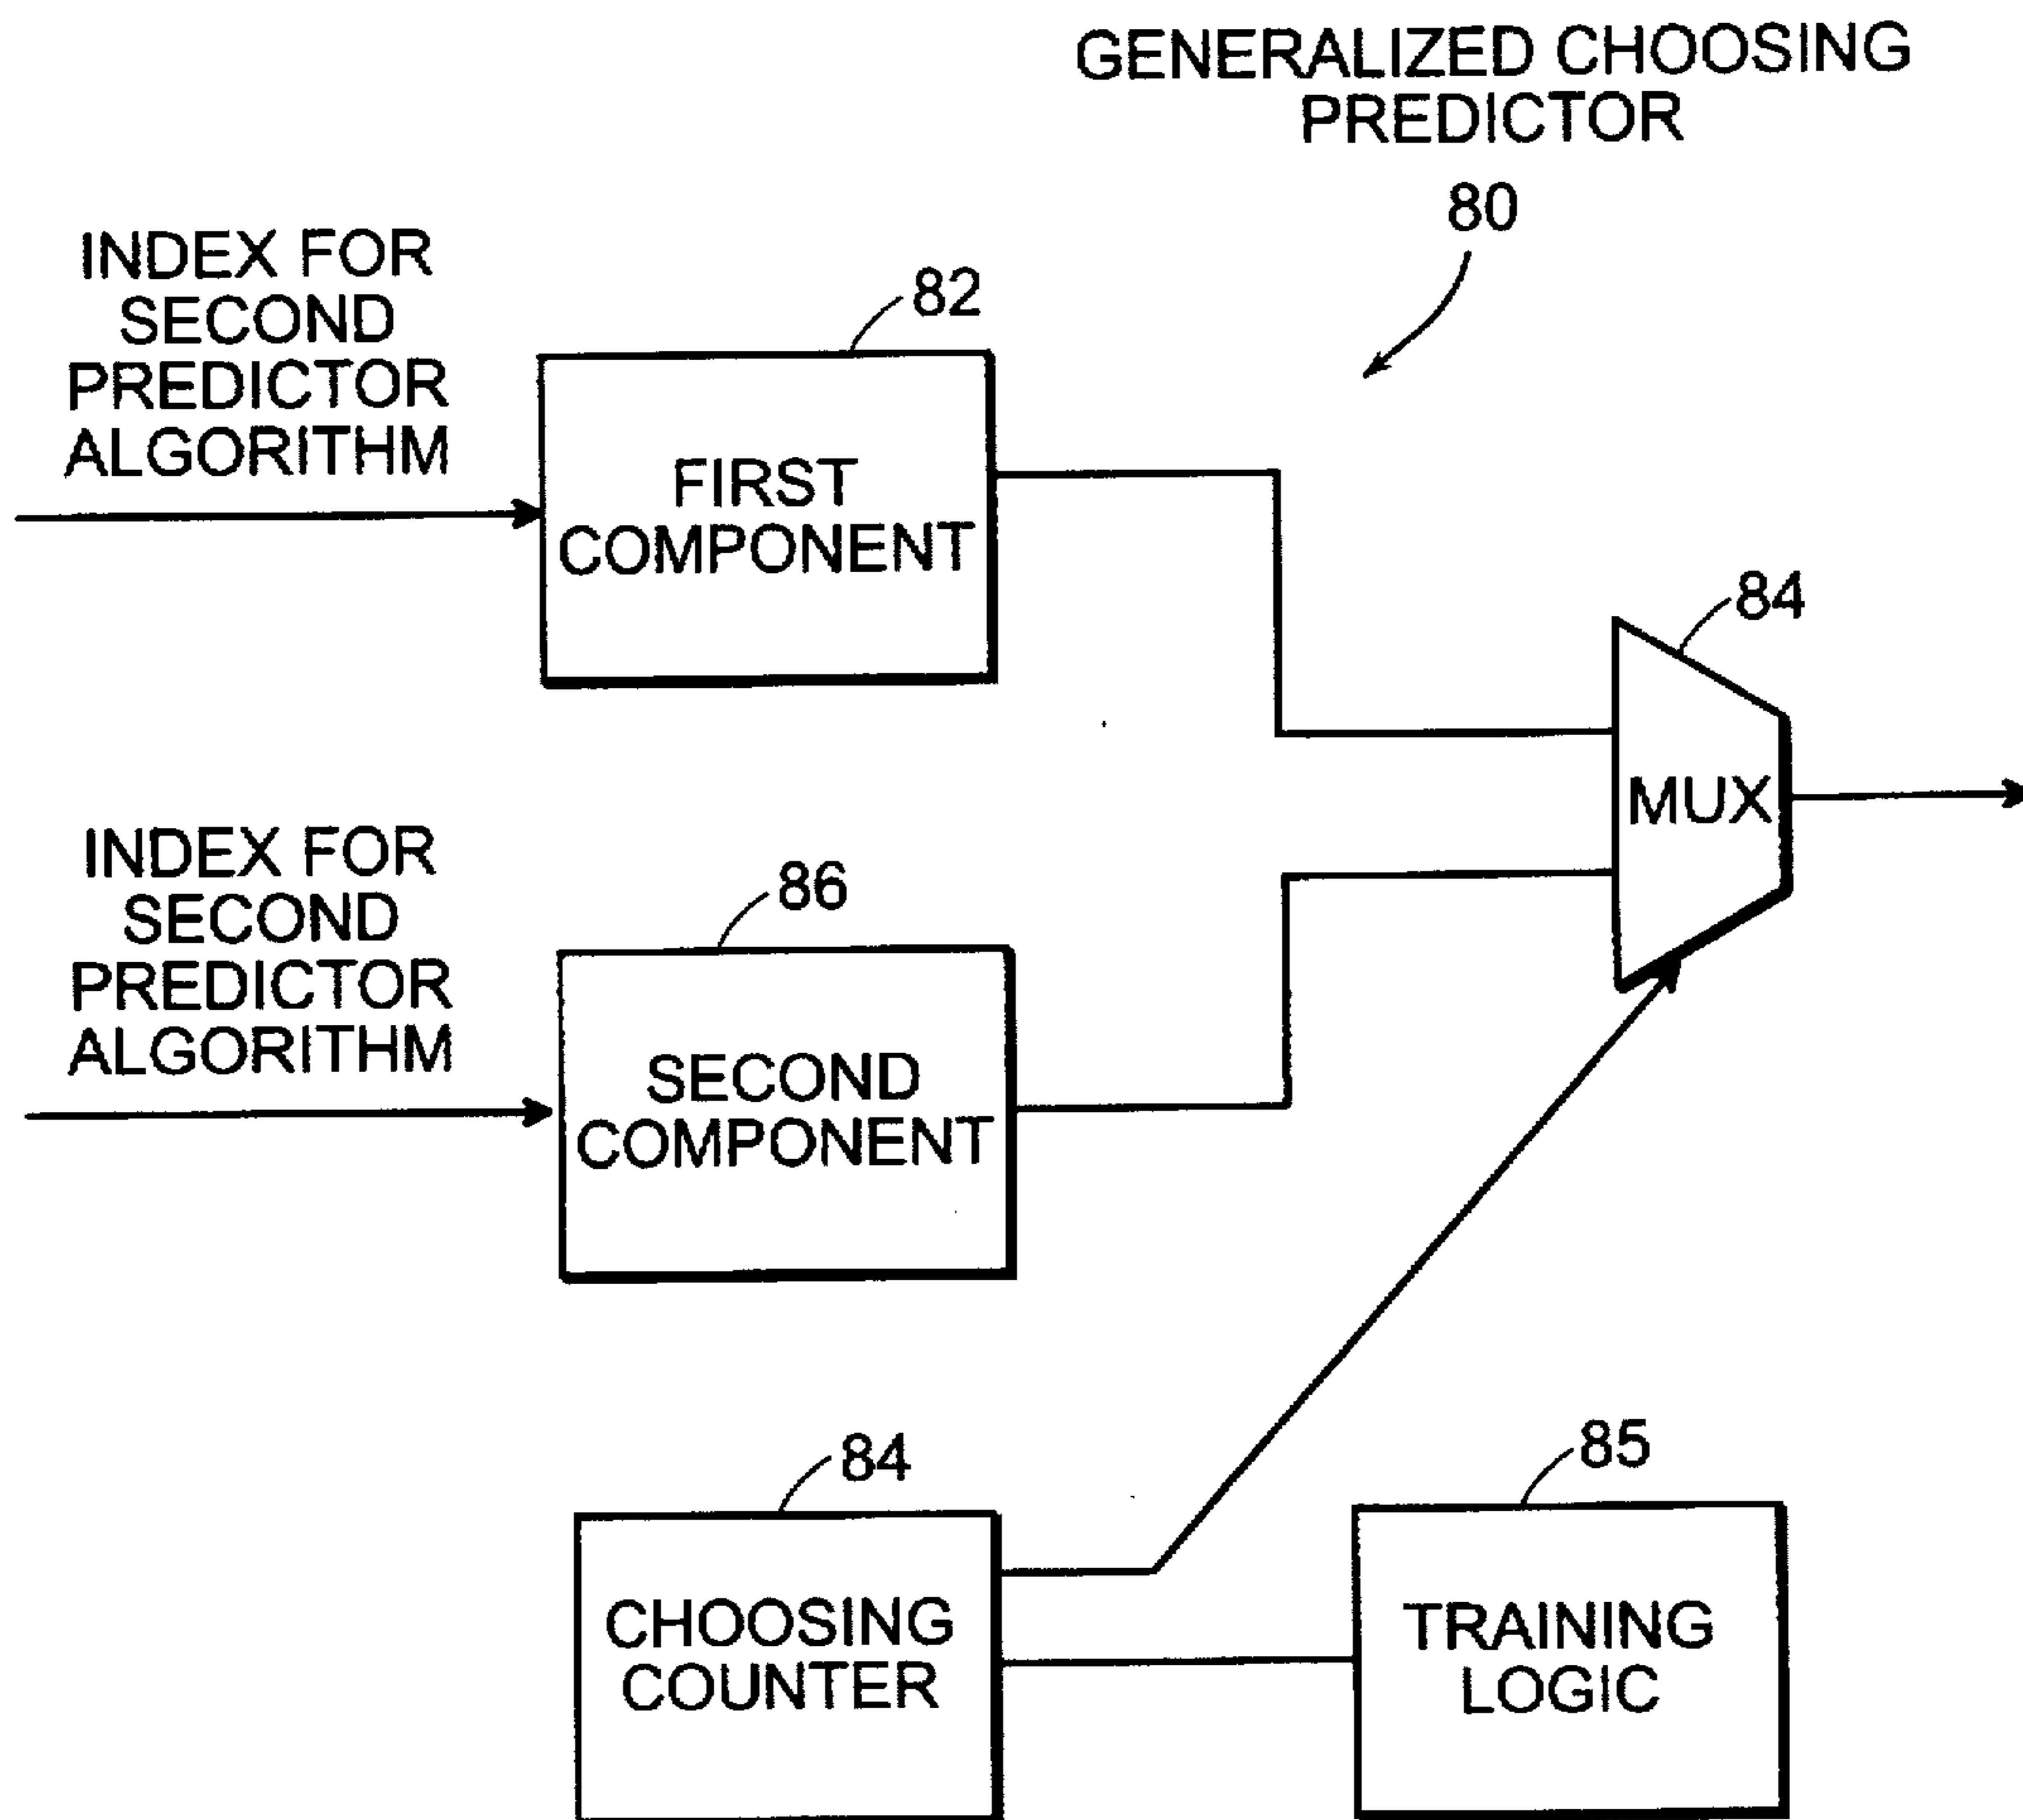 GENERALIZED CHOOSING
PREDICTOR
80
INDEX FOR
SECOND
PREDICTOR
ALGORITHM
82
FIRST
COMPONENT
84
MUX
INDEX FOR
SECOND
PREDICTOR
ALGORITHM
86
SECOND
COMPONENT
84
CHOOSING
COUNTER
85
TRAINING
LOGIC